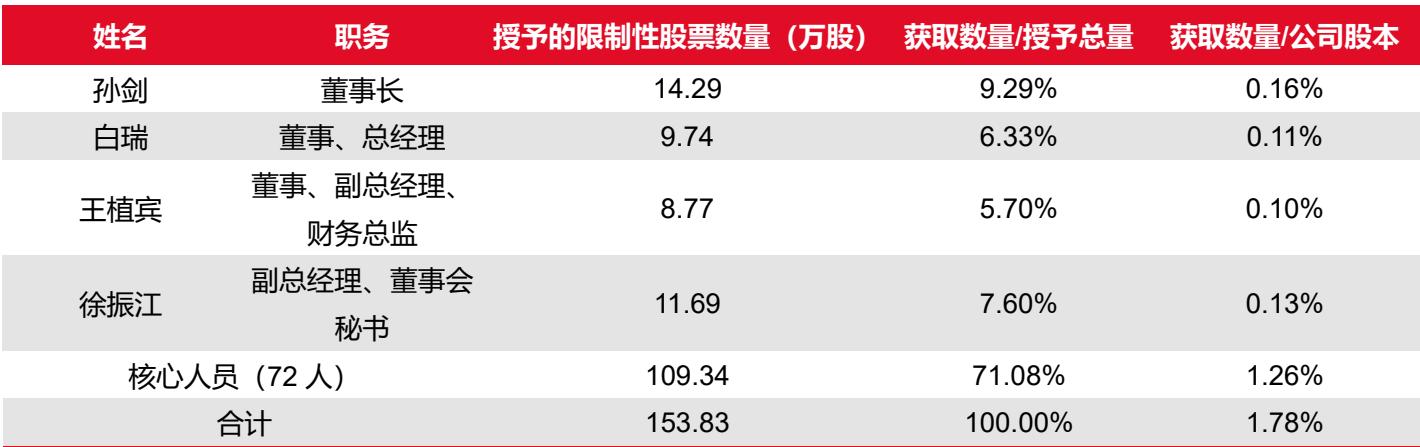 姓名 职务 授予的限制性股票数量（万股） 获取数量/授予总量 获取数量/公司股本
孙剑 董事长 14.29 9.29% 0.16%
白瑞 董事、总经理 9.74 6.33% 0.11%
王植宾 董事、副总经理、
财务总监 8.77 5.70% 0.10%
徐振江 副总经理、董事会
秘书 11.69 7.60% 0.13%
核心人员（72 人） 109.34 71.08% 1.26%
合计 153.83 100.00% 1.78%